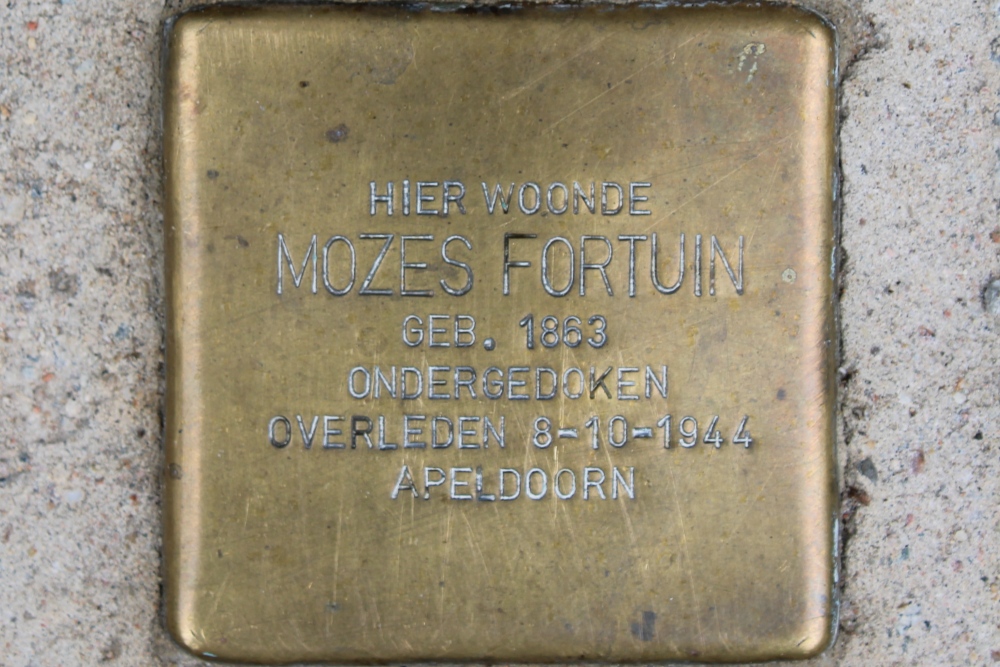 HIER WOONDE
MOZES FORTUIN
GEB. 1863
ONDERGEDOKEN
OVERLEDEN 8-10-1944
APELDOORN